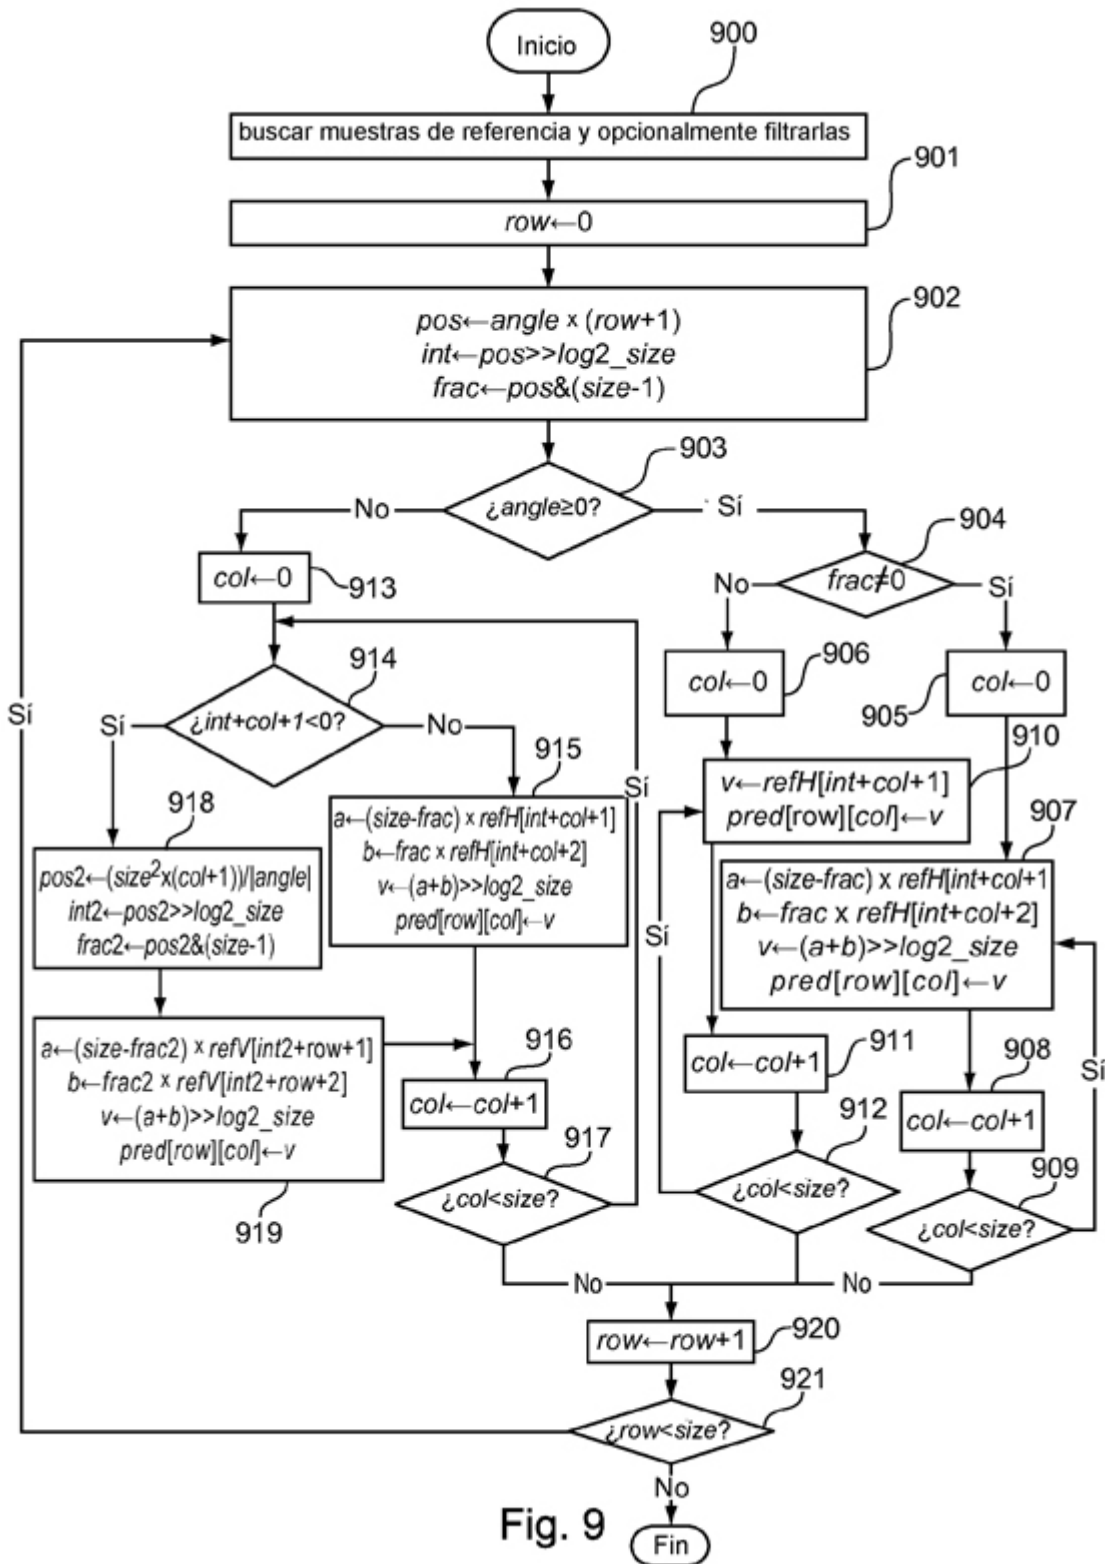 Inicio
900
buscar muestras de referencia y opcionalmente filtrarlas
901
row←0
902
pos←angle x (row+1)
int←pos>>log2_size
frac←pos&(size-1)
903
¿angle≥0?
No
Sí
904
frac≠0
No
Sí
col←0
913
906
col←0
col←0
905
914
¿int+col+1<0?
Sí
No
Sí
915
a←(size-frac) x refH[int+col+1]
b←frac x refH[int+col+2]
v←(a+b)>>log2_size
pred[row][col]←v
Sí
910
v←refH[int+col+1]
pred[row][col]←v
907
a←(size-frac) x refH[int+col+1
b←frac x refH[int+col+2]
v←(a+b)>>log2_size
pred[row][col]←v
918
pos2←(size²x(col+1))/|angle|
int2←pos2>>log2_size
frac2←pos2&(size-1)
Sí
a←(size-frac2) x refV[int2+row+1]
b←frac2 x refV[int2+row+2]
v←(a+b)>>log2_size
pred[row][col]←v
919
916
col←col+1
917
¿col<size?
col←col+1
911
912
¿col<size?
908
col←col+1
Sí
909
¿col<size?
No
No
row←row+1
920
921
¿row<size?
No
Fig. 9
Fin